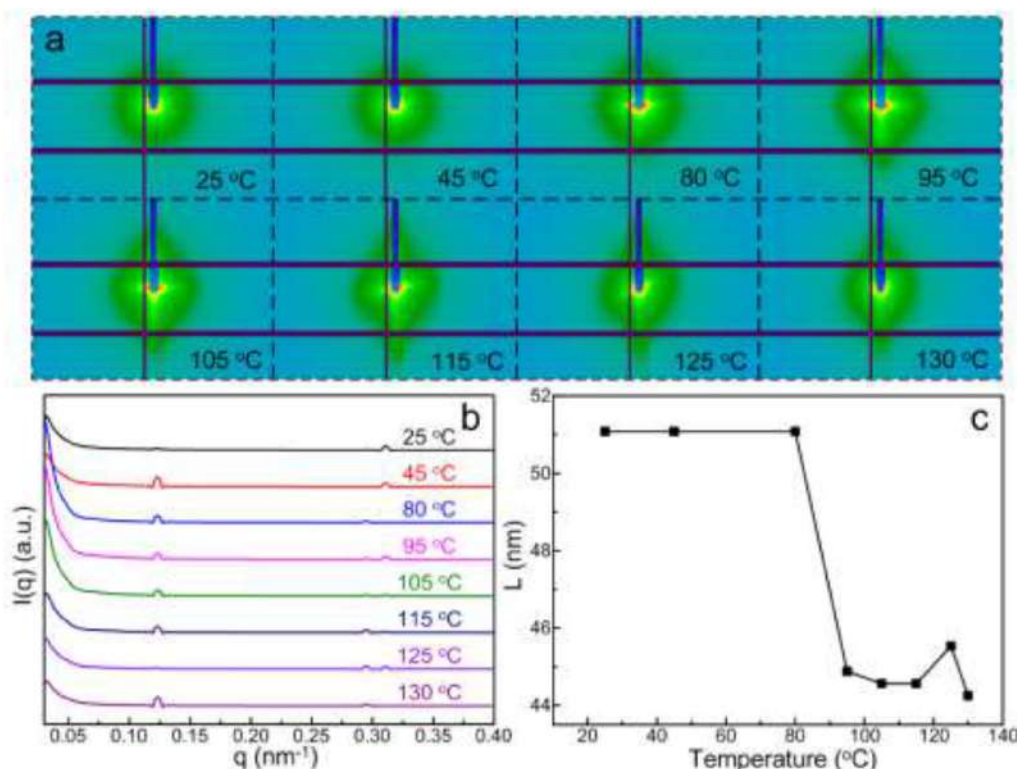 a
25 °C 45 °C 80 °C 95 °C
105 °C 115 °C 125 °C 130 °C
b
25 °C
45 °C
80 °C
95 °C
105 °C
115 °C
125 °C
130 °C
I(q) (a.u.)
0.05 0.10 0.15 0.20 0.25 0.30 0.35 0.40
q (nm⁻¹)
c
52
50
48
46
44
L (nm)
20 40 60 80 100 120 140
Temperature (°C)